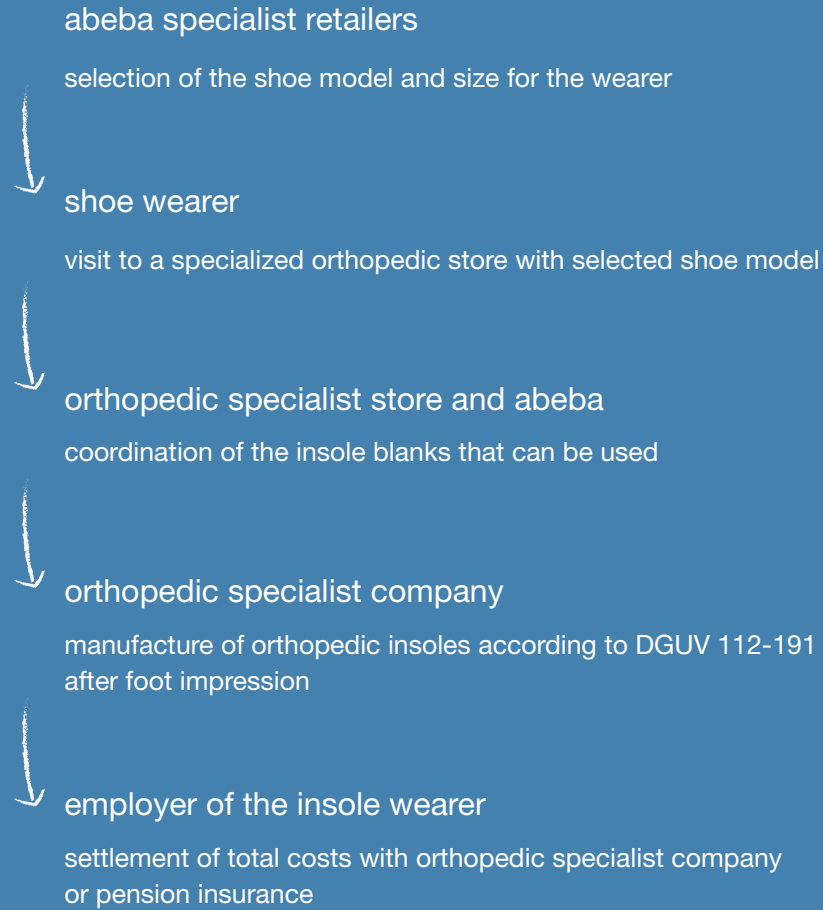 abeba specialist retailers
selection of the shoe model and size for the wearer
shoe wearer
visit to a specialized orthopedic store with selected shoe model
orthopedic specialist store and abeba
coordination of the insole blanks that can be used
orthopedic specialist company
manufacture of orthopedic insoles according to DGUV 112-191
after foot impression
employer of the insole wearer
settlement of total costs with orthopedic specialist company
or pension insurance